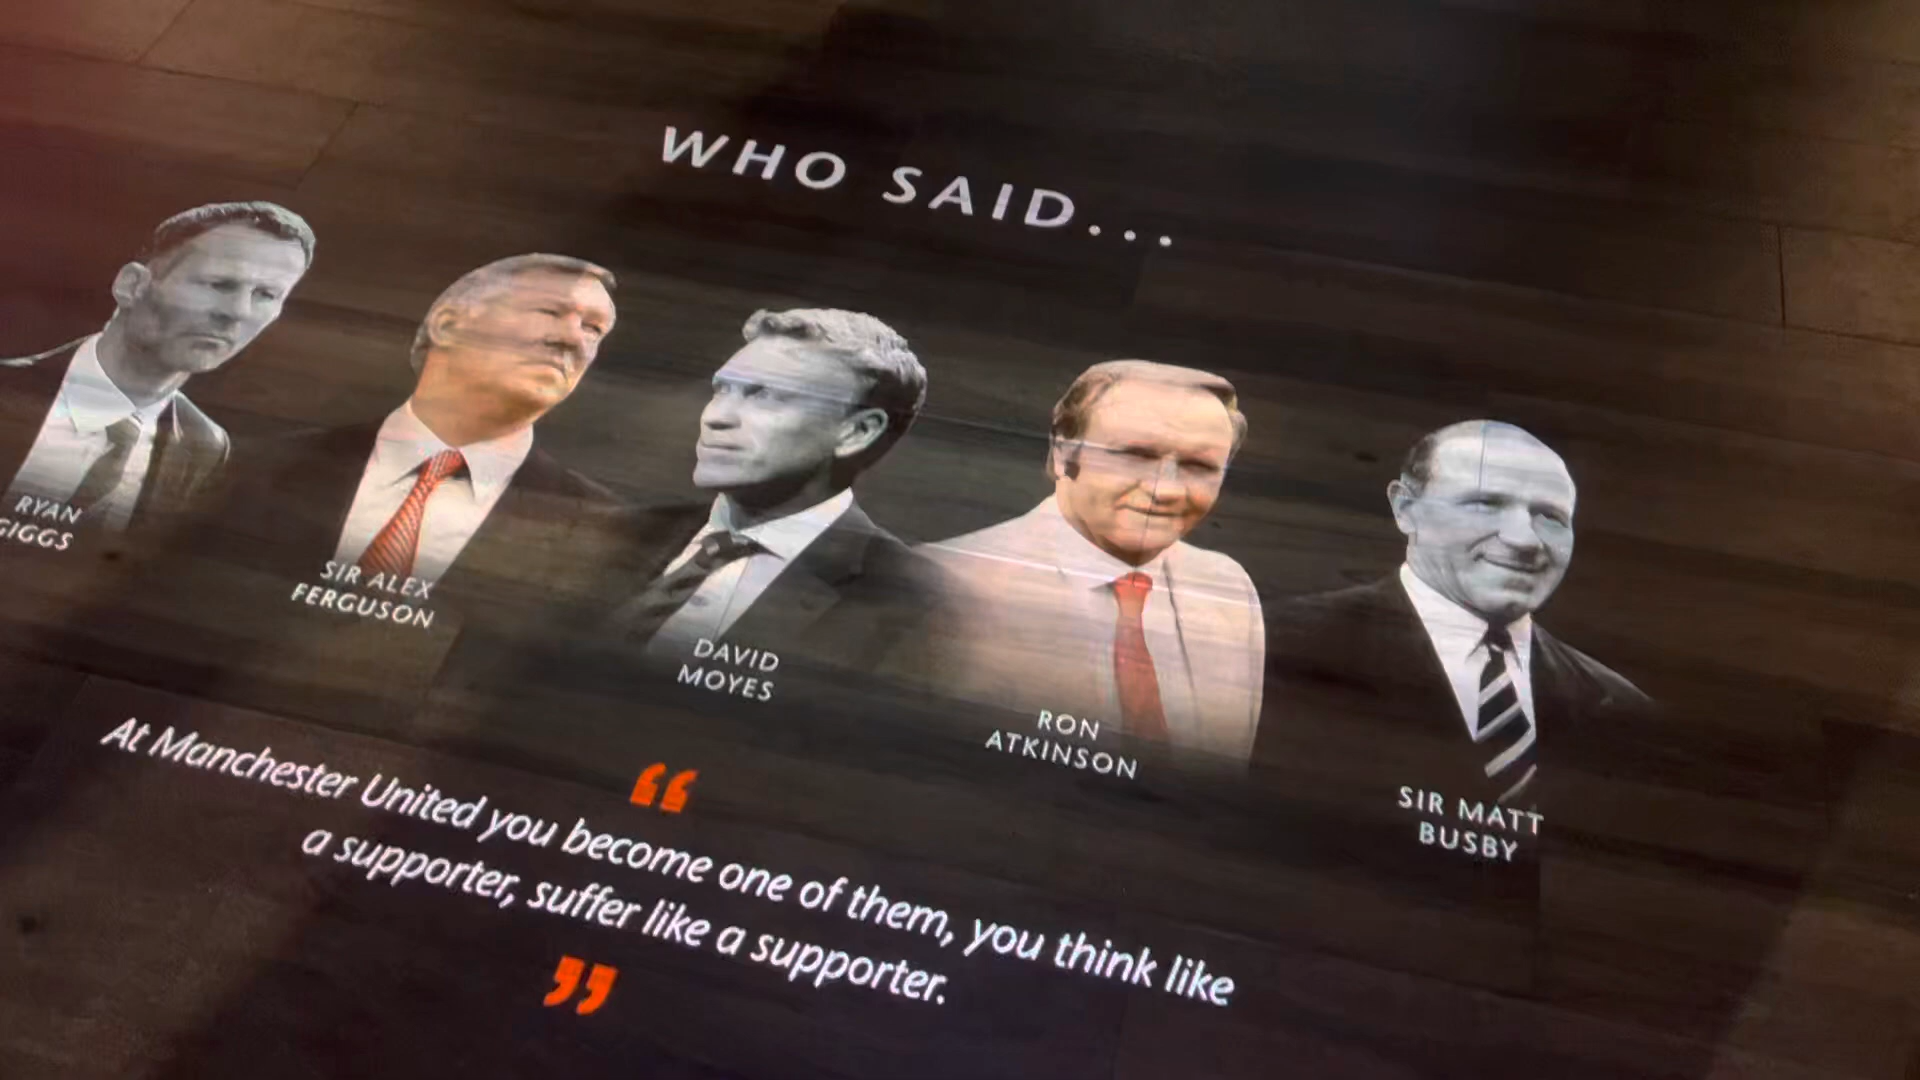 WHO SAID...
RYAN
GIGGS
SIR ALEX
FERGUSON
DAVID
MOYES
RON
ATKINSON
SIR MATT
BUSBY
“
At Manchester United you become one of them, you think like
a supporter, suffer like a supporter.
”